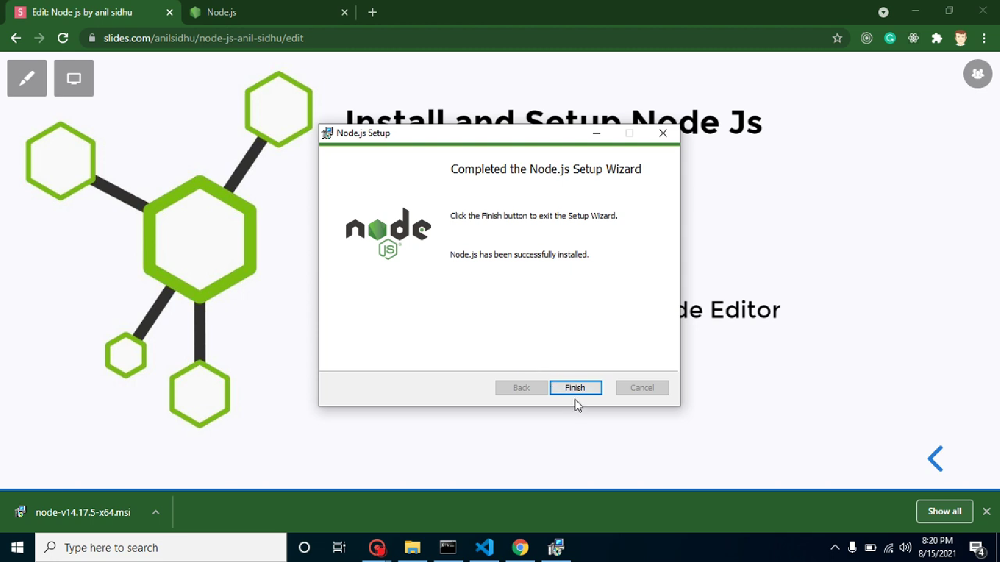 Edit: Node js by anil sidhu
Node.js
slides.com/anilsidhu/node-js-anil-sidhu/edit
Install and Setup Node Js
Node.js Setup
Completed the Node.js Setup Wizard
Click the Finish button to exit the Setup Wizard.
node
JS
Node.js has been successfully installed.
de Editor
Back
Finish
Cancel
node-v14.17.5-x64.msi
Show all
Type here to search
8:20 PM
8/15/2021
4